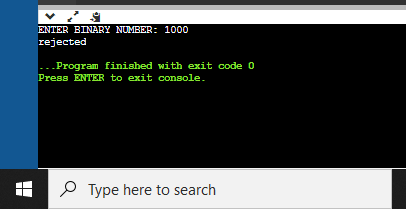 ENTER BINARY NUMBER: 1000
rejected
...Program finished with exit code 0
Press ENTER to exit console.
Type here to search